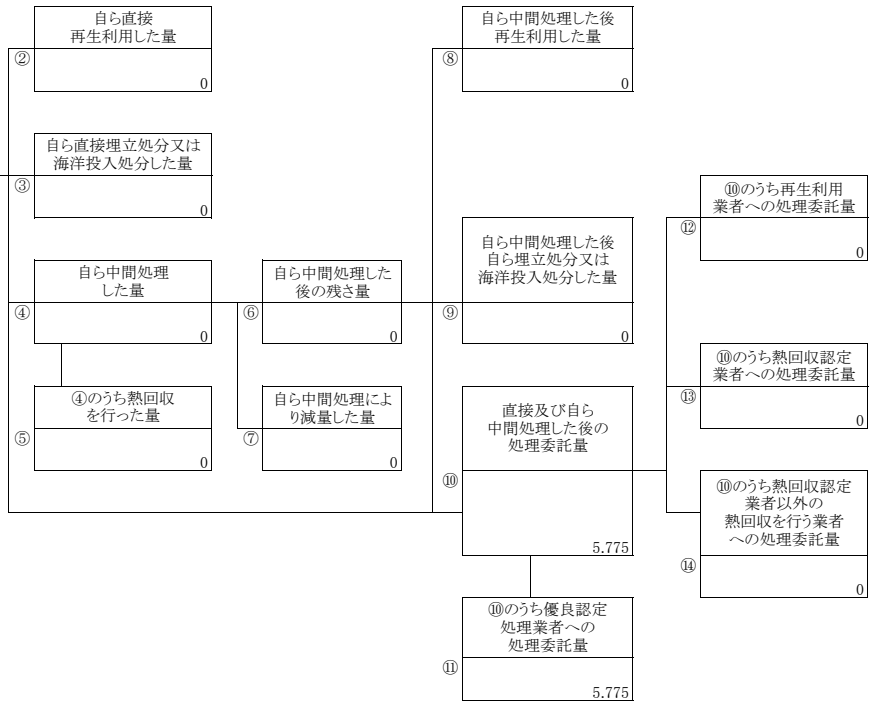 自ら直接
再生利用した量
②
0
自ら直接埋立処分又は
海洋投入処分した量
③
0
自ら中間処理
した量
④
0
④のうち熱回収
を行った量
⑤
0
自ら中間処理した
後の残さ量
⑥
0
自ら中間処理によ
り減量した量
⑦
0
自ら中間処理した後
再生利用した量
⑧
0
自ら中間処理した後
自ら埋立処分又は
海洋投入処分した量
⑨
0
直接及び自ら
中間処理した後の
処理委託量
⑩
5.775
⑩のうち優良認定
処理業者への
処理委託量
⑪
5.775
⑩のうち再生利用
業者への処理委託量
⑫
0
⑩のうち熱回収認定
業者への処理委託量
⑬
0
⑩のうち熱回収認定
業者以外の
熱回収を行う業者
への処理委託量
⑭
0